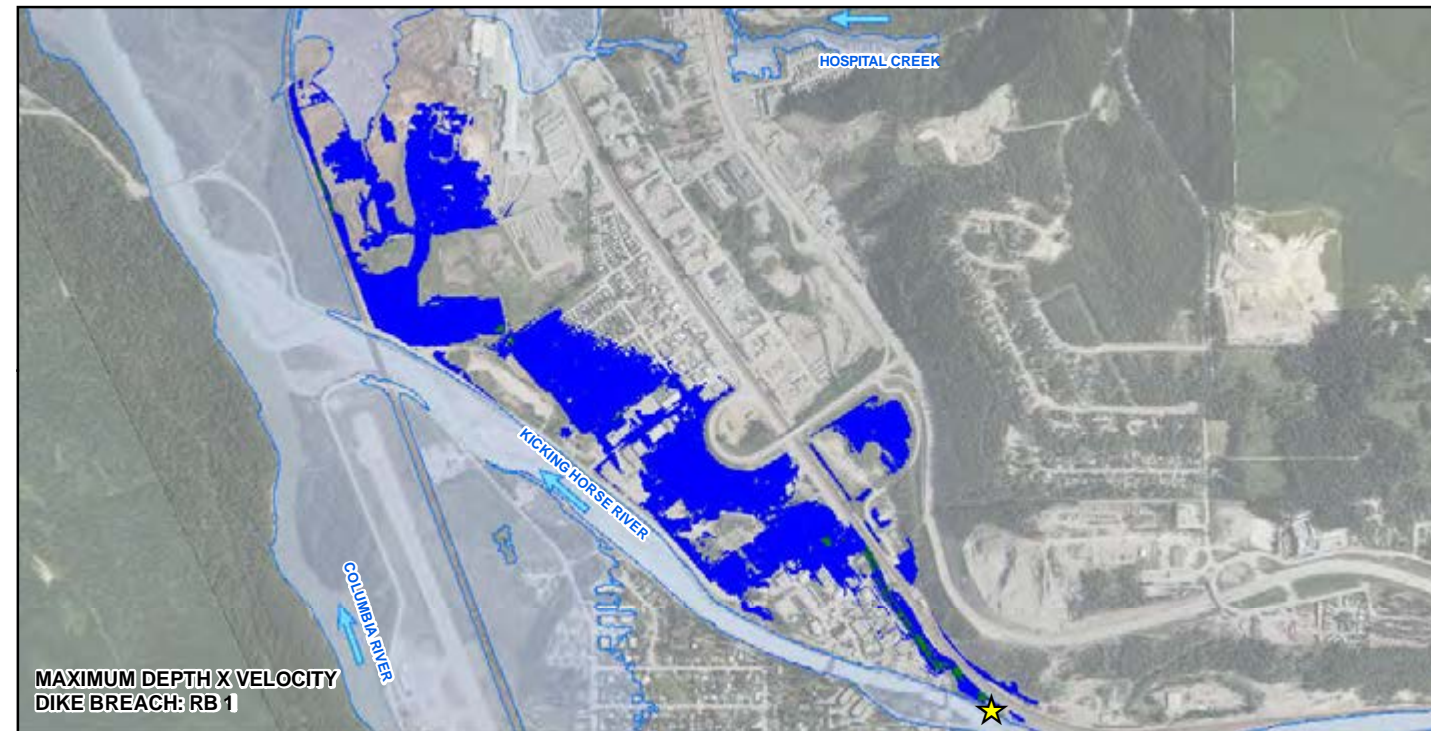 HOSPITAL CREEK
KICKING HORSE RIVER
COLUMBIA RIVER
MAXIMUM DEPTH X VELOCITY
DIKE BREACH: RB 1